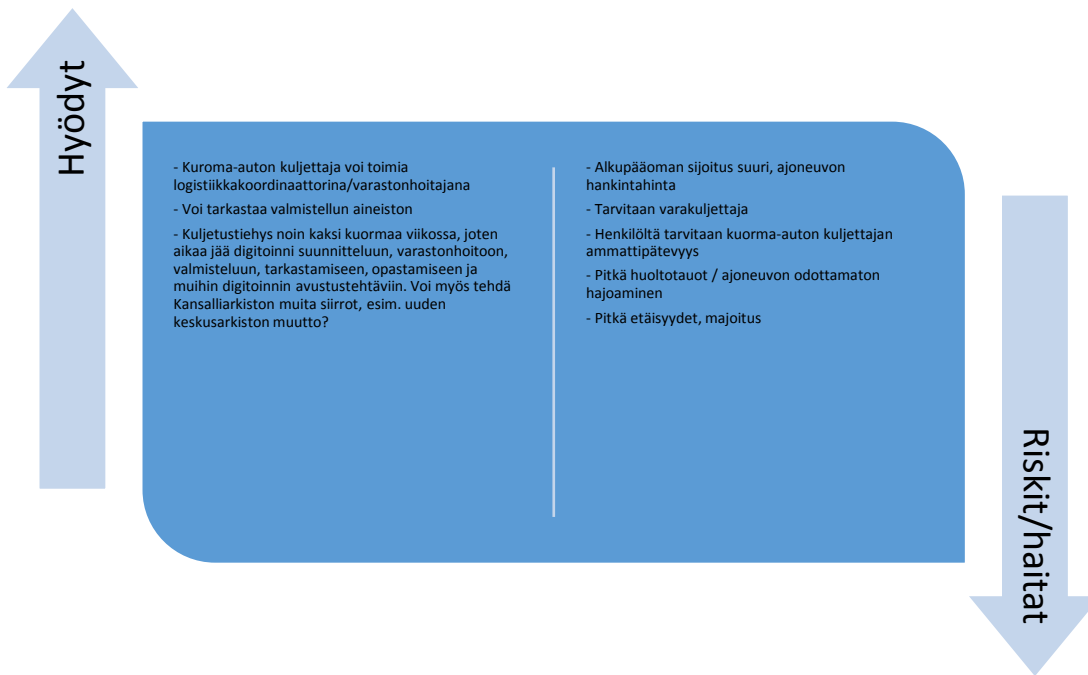 Hyödyt
- Kuroma-auton kuljettaja voi toimia
logistiikkakoordinaattorina/varastonhoitajana
- Voi tarkastaa valmistellun aineiston
- Kuljetustiehys noin kaksi kuormaa viikossa, joten
aikaa jää digitoinni suunnitteluun, varastonhoitoon,
valmisteluun, tarkastamiseen, opastamiseen ja
muihin digitoinnin avustustehtäviin. Voi myös tehdä
Kansalliarkiston muita siirrot, esim. uuden
keskusarkiston muutto?
- Alkupääoman sijoitus suuri, ajoneuvon
hankintahinta
- Tarvitaan varakuljettaja
- Henkilöltä tarvitaan kuorma-auton kuljettajan
ammattipätevyys
- Pitkä huoltotauot / ajoneuvon odottamaton
hajoaminen
- Pitkä etäisyydet, majoitus
Riskit/haitat